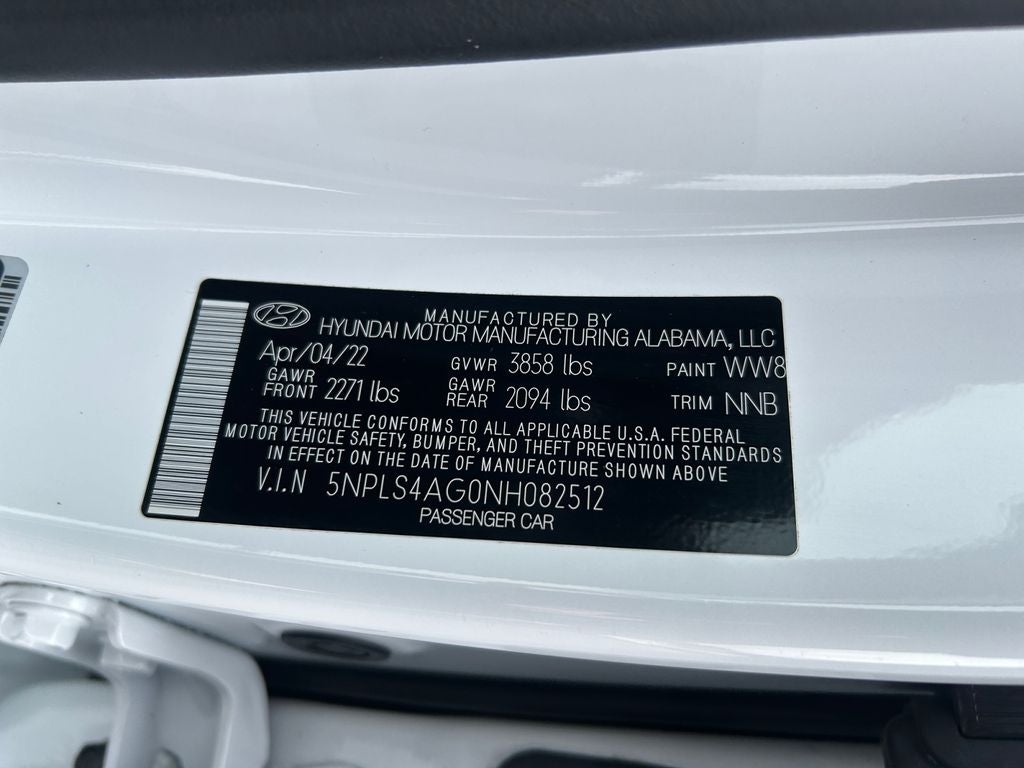 MANUFACTURED BY
HYUNDAI MOTOR MANUFACTURING ALABAMA, LLC
Apr/04/22 GVWR 3858 lbs PAINT WW8
GAWR FRONT 2271 lbs GAWR REAR 2094 lbs TRIM NNB
THIS VEHICLE CONFORMS TO ALL APPLICABLE U.S.A. FEDERAL
MOTOR VEHICLE SAFETY, BUMPER, AND THEFT PREVENTION STANDARDS
IN EFFECT ON THE DATE OF MANUFACTURE SHOWN ABOVE
V.I.N 5NPLS4AG0NH082512
PASSENGER CAR